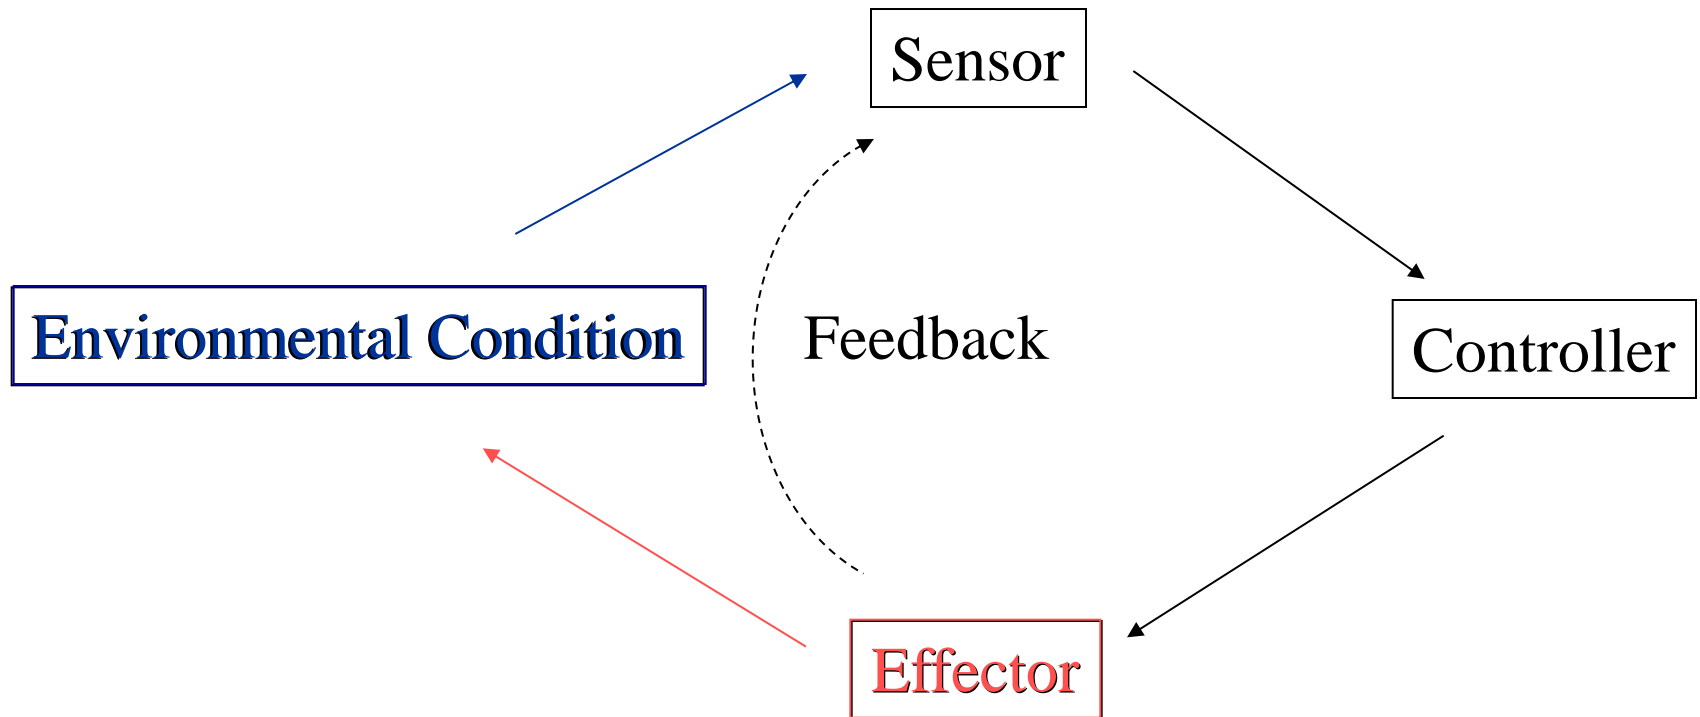 Sensor
Environmental Condition
Feedback
Controller
Effector